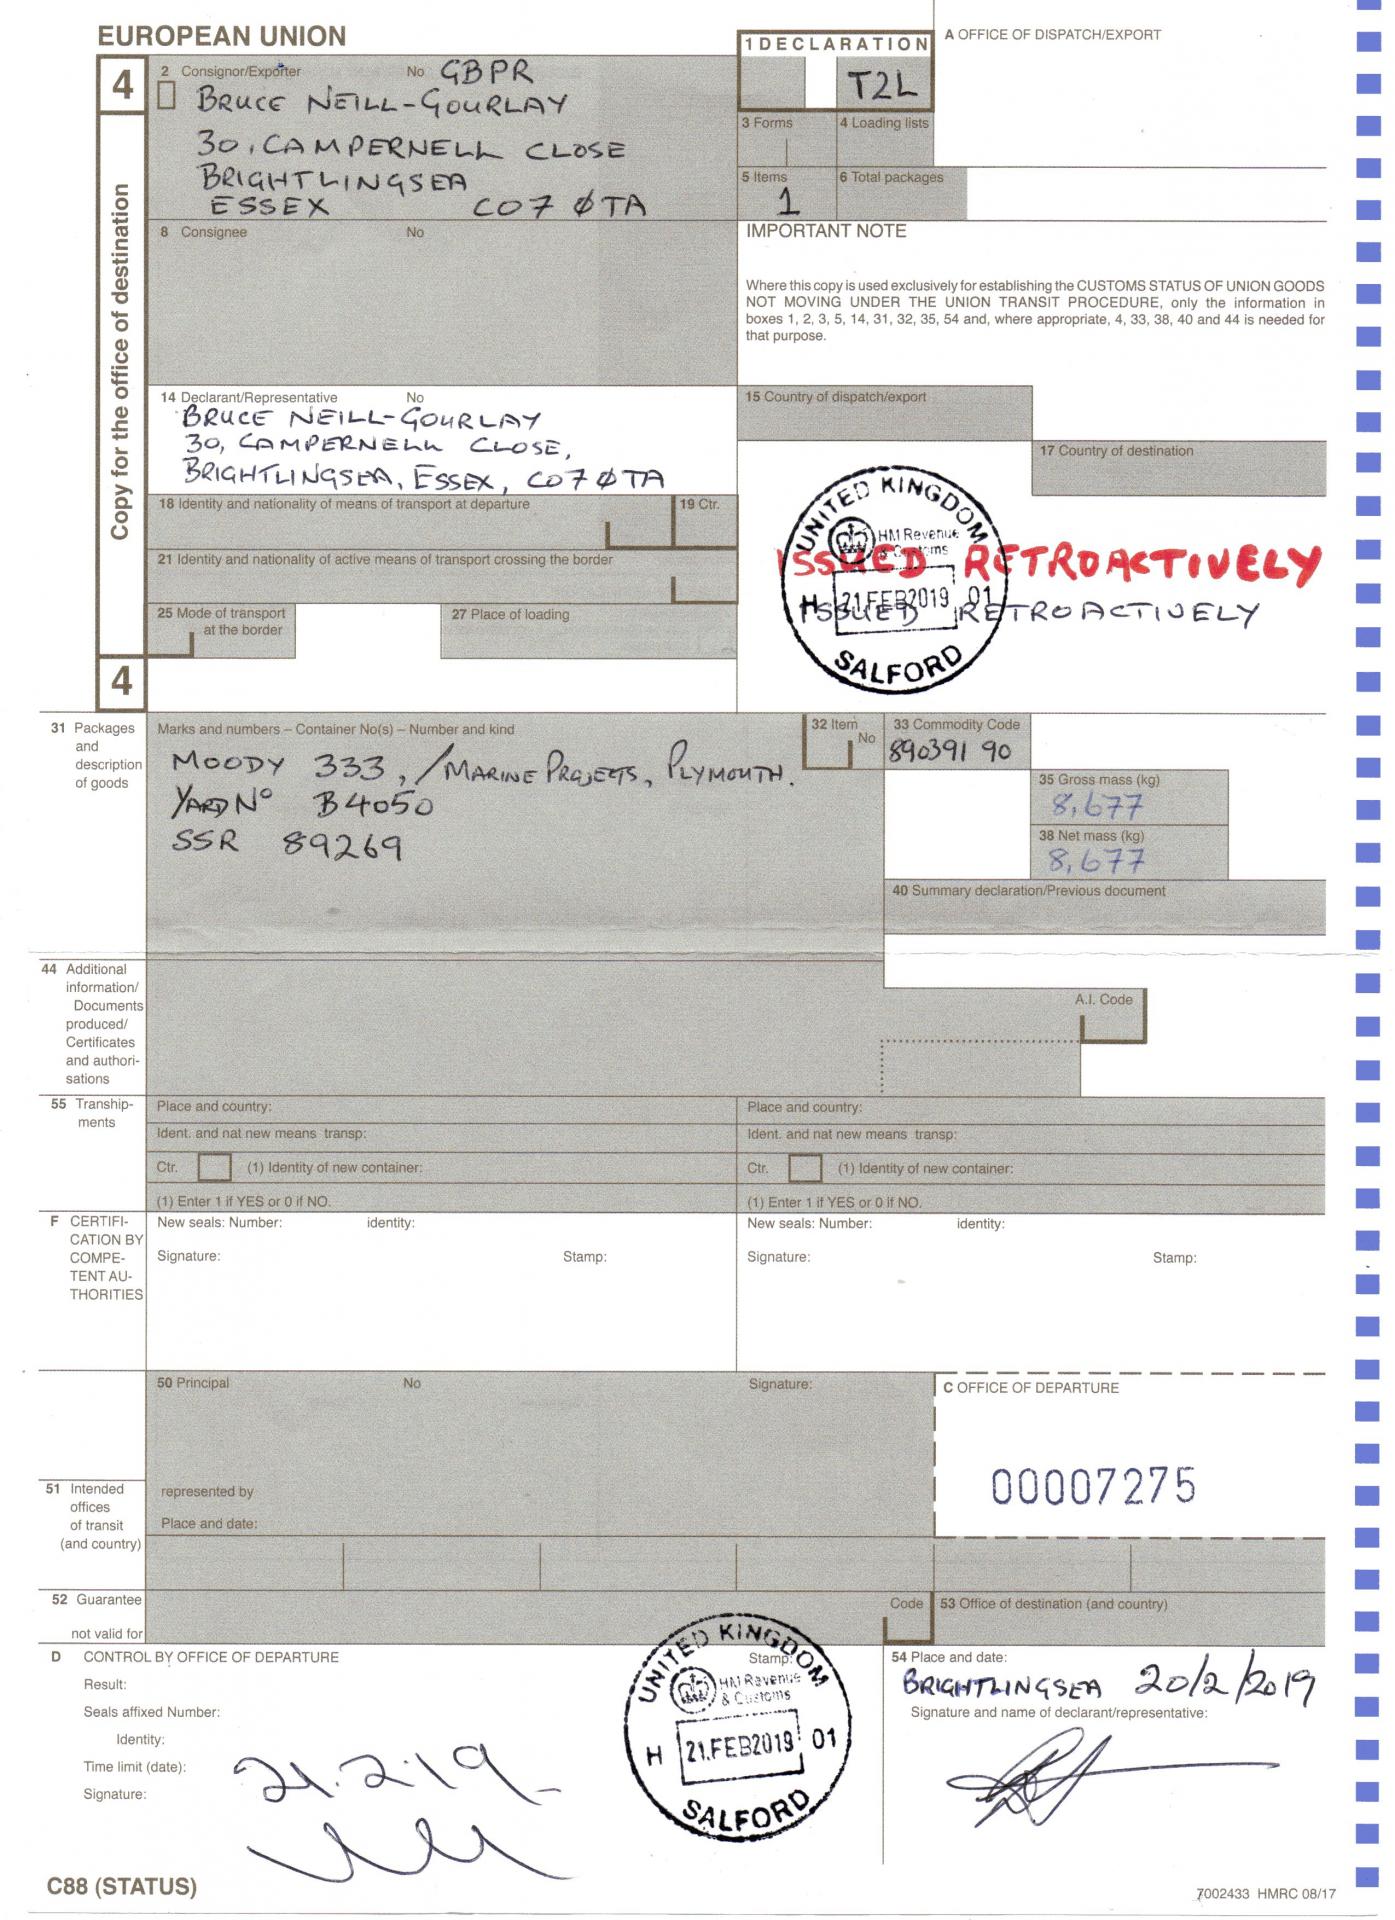 EUROPEAN UNION
1 DECLARATION
A OFFICE OF DISPATCH/EXPORT
4
2 Consignor/Exporter No GBPR
BRUCE NEILL-GOURLAY
30, CAMPERNELL CLOSE
BRIGHTLINGSEA
ESSEX CO7 ØTA
T2L
3 Forms
4 Loading lists
5 Items
1
6 Total packages
Copy for the office of destination
8 Consignee No
IMPORTANT NOTE
Where this copy is used exclusively for establishing the CUSTOMS STATUS OF UNION GOODS
NOT MOVING UNDER THE UNION TRANSIT PROCEDURE, only the information in
boxes 1, 2, 3, 5, 14, 31, 32, 35, 54 and, where appropriate, 4, 33, 38, 40 and 44 is needed for
that purpose.
14 Declarant/Representative No
BRUCE NEILL-GOURLAY
30, CAMPERNELL CLOSE,
BRIGHTLINGSEA, ESSEX, CO7 ØTA
15 Country of dispatch/export
17 Country of destination
18 Identity and nationality of means of transport at departure
19 Ctr.
21 Identity and nationality of active means of transport crossing the border
25 Mode of transport
at the border
27 Place of loading
UNITED KINGDOM
HM Revenue
& Customs
ISSUED RETROACTIVELY
H 21.FEB2019 01
ISSUED RETROACTIVELY
SALFORD
4
31 Packages
and
description
of goods
Marks and numbers – Container No(s) – Number and kind
MOODY 333, / MARINE PROJECTS, PLYMOUTH.
YARD Nº B4050
SSR 89269
32 Item
No
33 Commodity Code
890391 90
35 Gross mass (kg)
8,677
38 Net mass (kg)
8,677
40 Summary declaration/Previous document
44 Additional
information/
Documents
produced/
Certificates
and authori-
sations
A.I. Code
55 Tranship-
ments
Place and country:
Ident. and nat new means transp:
Ctr. (1) Identity of new container:
(1) Enter 1 if YES or 0 if NO.
Place and country:
Ident. and nat new means transp:
Ctr. (1) Identity of new container:
(1) Enter 1 if YES or 0 if NO.
F CERTIFI-
CATION BY
COMPE-
TENT AU-
THORITIES
New seals: Number: identity:
Signature: Stamp:
New seals: Number: identity:
Signature: Stamp:
50 Principal No Signature:
represented by
Place and date:
C OFFICE OF DEPARTURE
00007275
51 Intended
offices
of transit
(and country)
52 Guarantee
not valid for
Code
53 Office of destination (and country)
D CONTROL BY OFFICE OF DEPARTURE
Result:
Seals affixed Number:
Identity:
Time limit (date):
Signature:
21.2.19
Stamp:
UNITED KINGDOM
HM Revenue
& Customs
H 21.FEB2019 01
SALFORD
54 Place and date:
BRIGHTLINGSEA 20/2/2019
Signature and name of declarant/representative:
C88 (STATUS)
7002433 HMRC 08/17